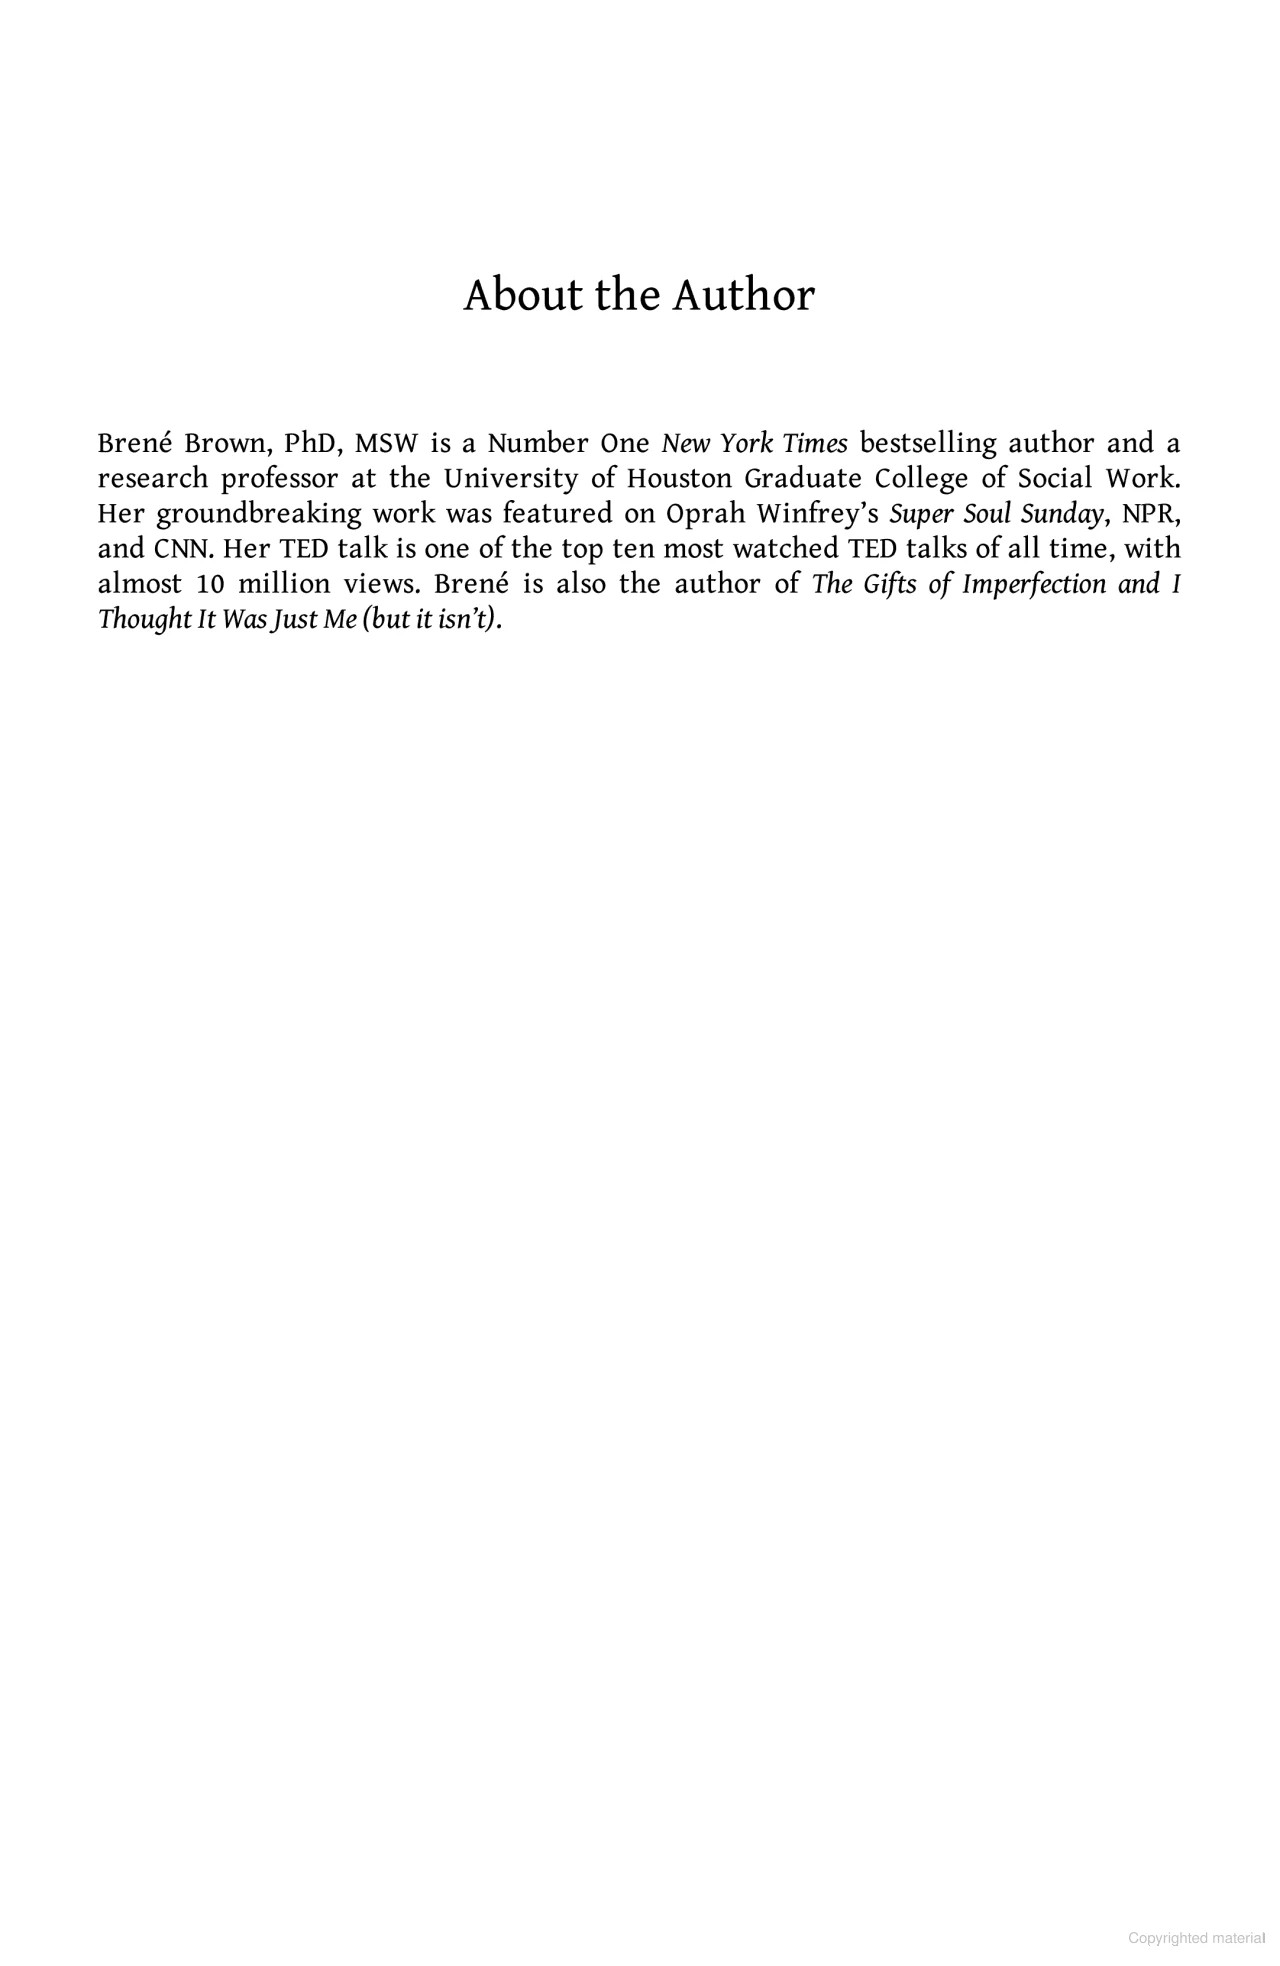 About the Author
Brené Brown, PhD, MSW is a Number One New York Times bestselling author and a
research professor at the University of Houston Graduate College of Social Work.
Her groundbreaking work was featured on Oprah Winfrey’s Super Soul Sunday, NPR,
and CNN. Her TED talk is one of the top ten most watched TED talks of all time, with
almost 10 million views. Brené is also the author of The Gifts of Imperfection and I
Thought It Was Just Me (but it isn’t).
Copyrighted material